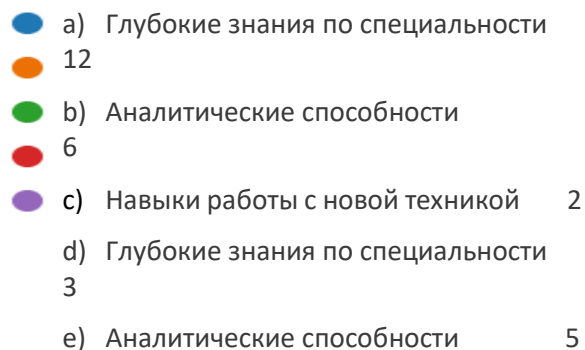 a) Глубокие знания по специальности
12
b) Аналитические способности
6
c) Навыки работы с новой техникой 2
d) Глубокие знания по специальности
3
e) Аналитические способности 5